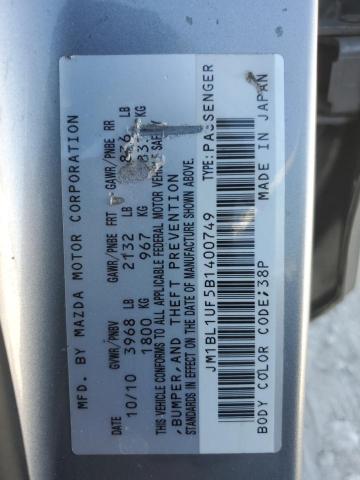 MFD. BY MAZDA MOTOR CORPORATION
GVWR/PNBV GAWR/PNBE FRT GAWR/PNBE RR
10/10 3968 LB 2132 LB 1836 LB
1800 KG 967 KG 833 KG
THIS VEHICLE CONFORMS TO ALL APPLICABLE FEDERAL MOTOR VEHICLE SAFETY
,BUMPER,AND THEFT PREVENTION
STANDARDS IN EFFECT ON THE DATE OF MANUFACTURE SHOWN ABOVE.
JM1BL1UF5B1400749 TYPE:PASSENGER
BODY COLOR CODE/38P MADE IN JAPAN